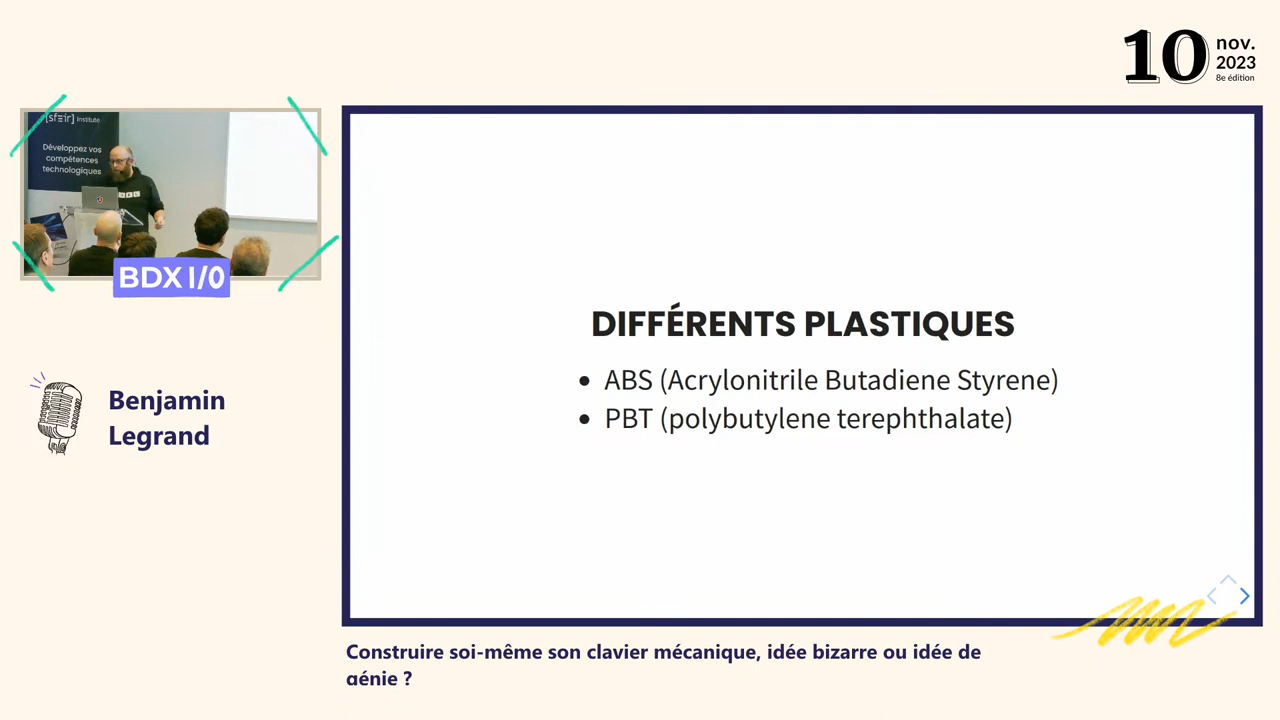 10 nov.
2023
8e édition
[sfeir] Institute
Développez vos
compétences
technologiques
BDX I/O
Benjamin
Legrand
DIFFÉRENTS PLASTIQUES
• ABS (Acrylonitrile Butadiene Styrene)
• PBT (polybutylene terephthalate)
Construire soi-même son clavier mécanique, idée bizarre ou idée de
génie ?